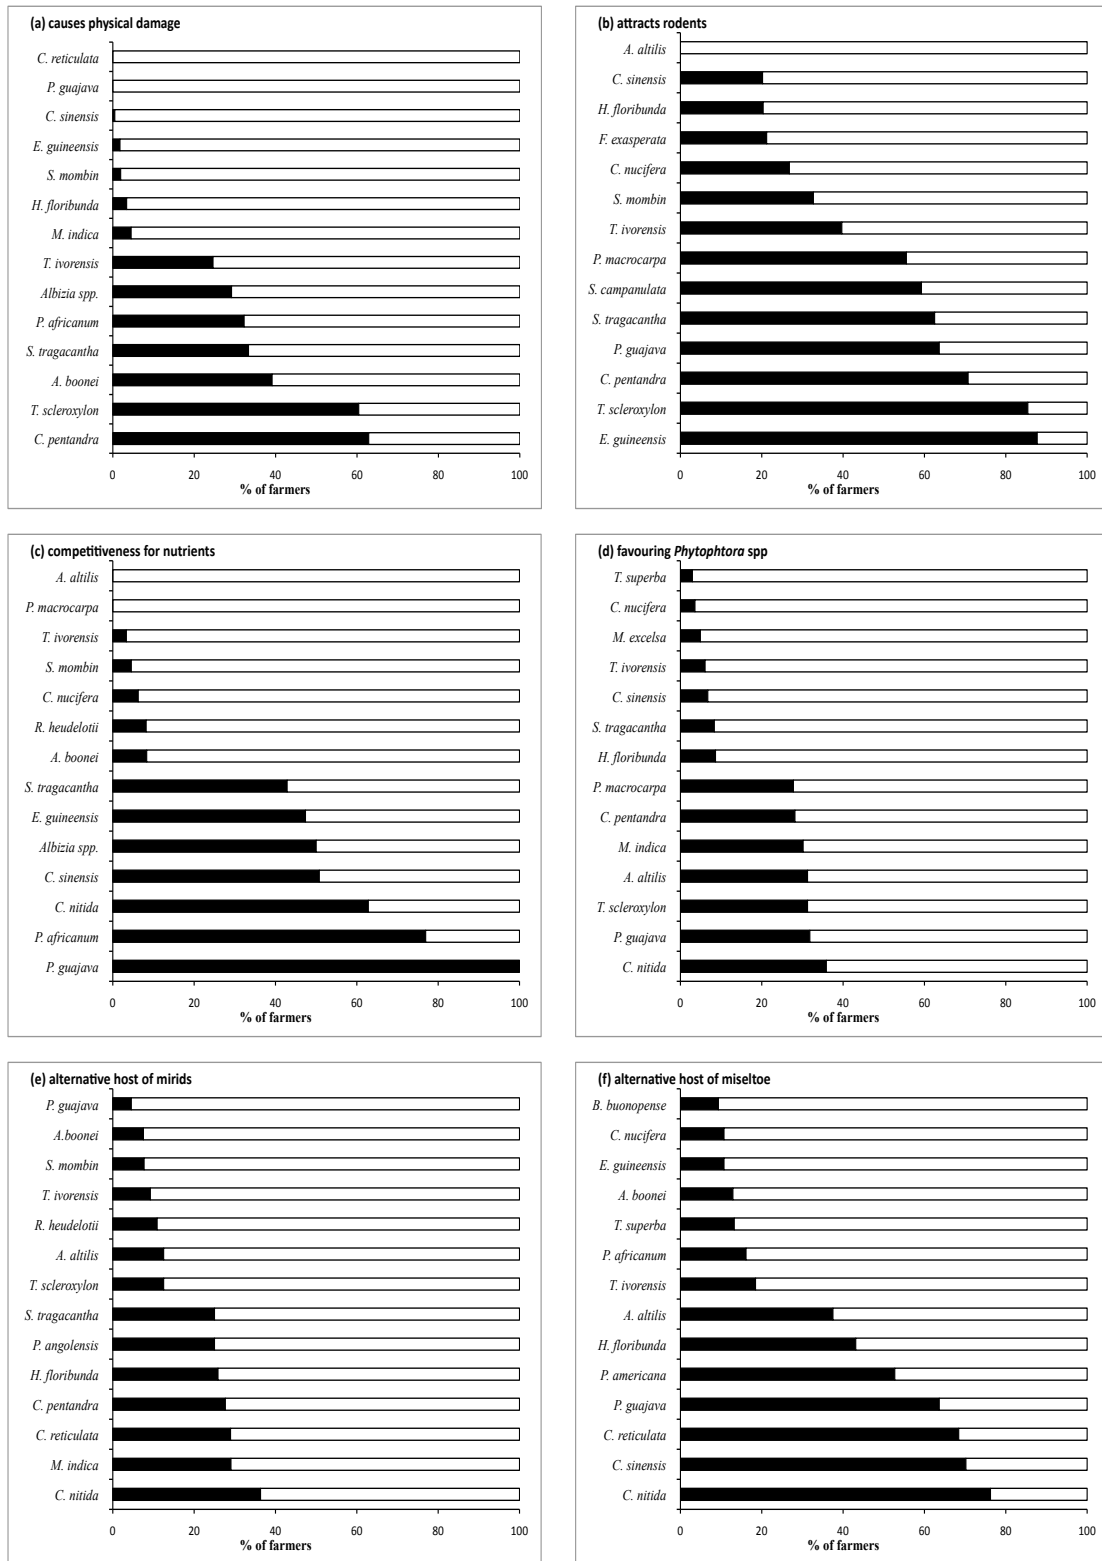 (a) causes physical damage
C. reticulata
P. guajava
C. sinensis
E. guineensis
S. mombin
H. floribunda
M. indica
T. ivorensis
Albizia spp.
P. africanum
S. tragacantha
A. boonei
T. scleroxylon
C. pentandra
0 20 40 60 80 100
% of farmers
(b) attracts rodents
A. altilis
C. sinensis
H. floribunda
F. exasperata
C. nucifera
S. mombin
T. ivorensis
P. macrocarpa
S. campanulata
S. tragacantha
P. guajava
C. pentandra
T. scleroxylon
E. guineensis
0 20 40 60 80 100
% of farmers
(c) competitiveness for nutrients
A. altilis
P. macrocarpa
T. ivorensis
S. mombin
C. nucifera
R. heudelotii
A. boonei
S. tragacantha
E. guineensis
Albizia spp.
C. sinensis
C. nitida
P. africanum
P. guajava
0 20 40 60 80 100
% of farmers
(d) favouring Phytophtora spp
T. superba
C. nucifera
M. excelsa
T. ivorensis
C. sinensis
S. tragacantha
H. floribunda
P. macrocarpa
C. pentandra
M. indica
A. altilis
T. scleroxylon
P. guajava
C. nitida
0 20 40 60 80 100
% of farmers
(e) alternative host of mirids
P. guajava
A.boonei
S. mombin
T. ivorensis
R. heudelotii
A. altilis
T. scleroxylon
S. tragacantha
P. angolensis
H. floribunda
C. pentandra
C. reticulata
M. indica
C. nitida
0 20 40 60 80 100
% of farmers
(f) alternative host of miseltoe
B. buonopense
C. nucifera
E. guineensis
A. boonei
T. superba
P. africanum
T. ivorensis
A. altilis
H. floribunda
P. americana
P. guajava
C. reticulata
C. sinensis
C. nitida
0 20 40 60 80 100
% of farmers